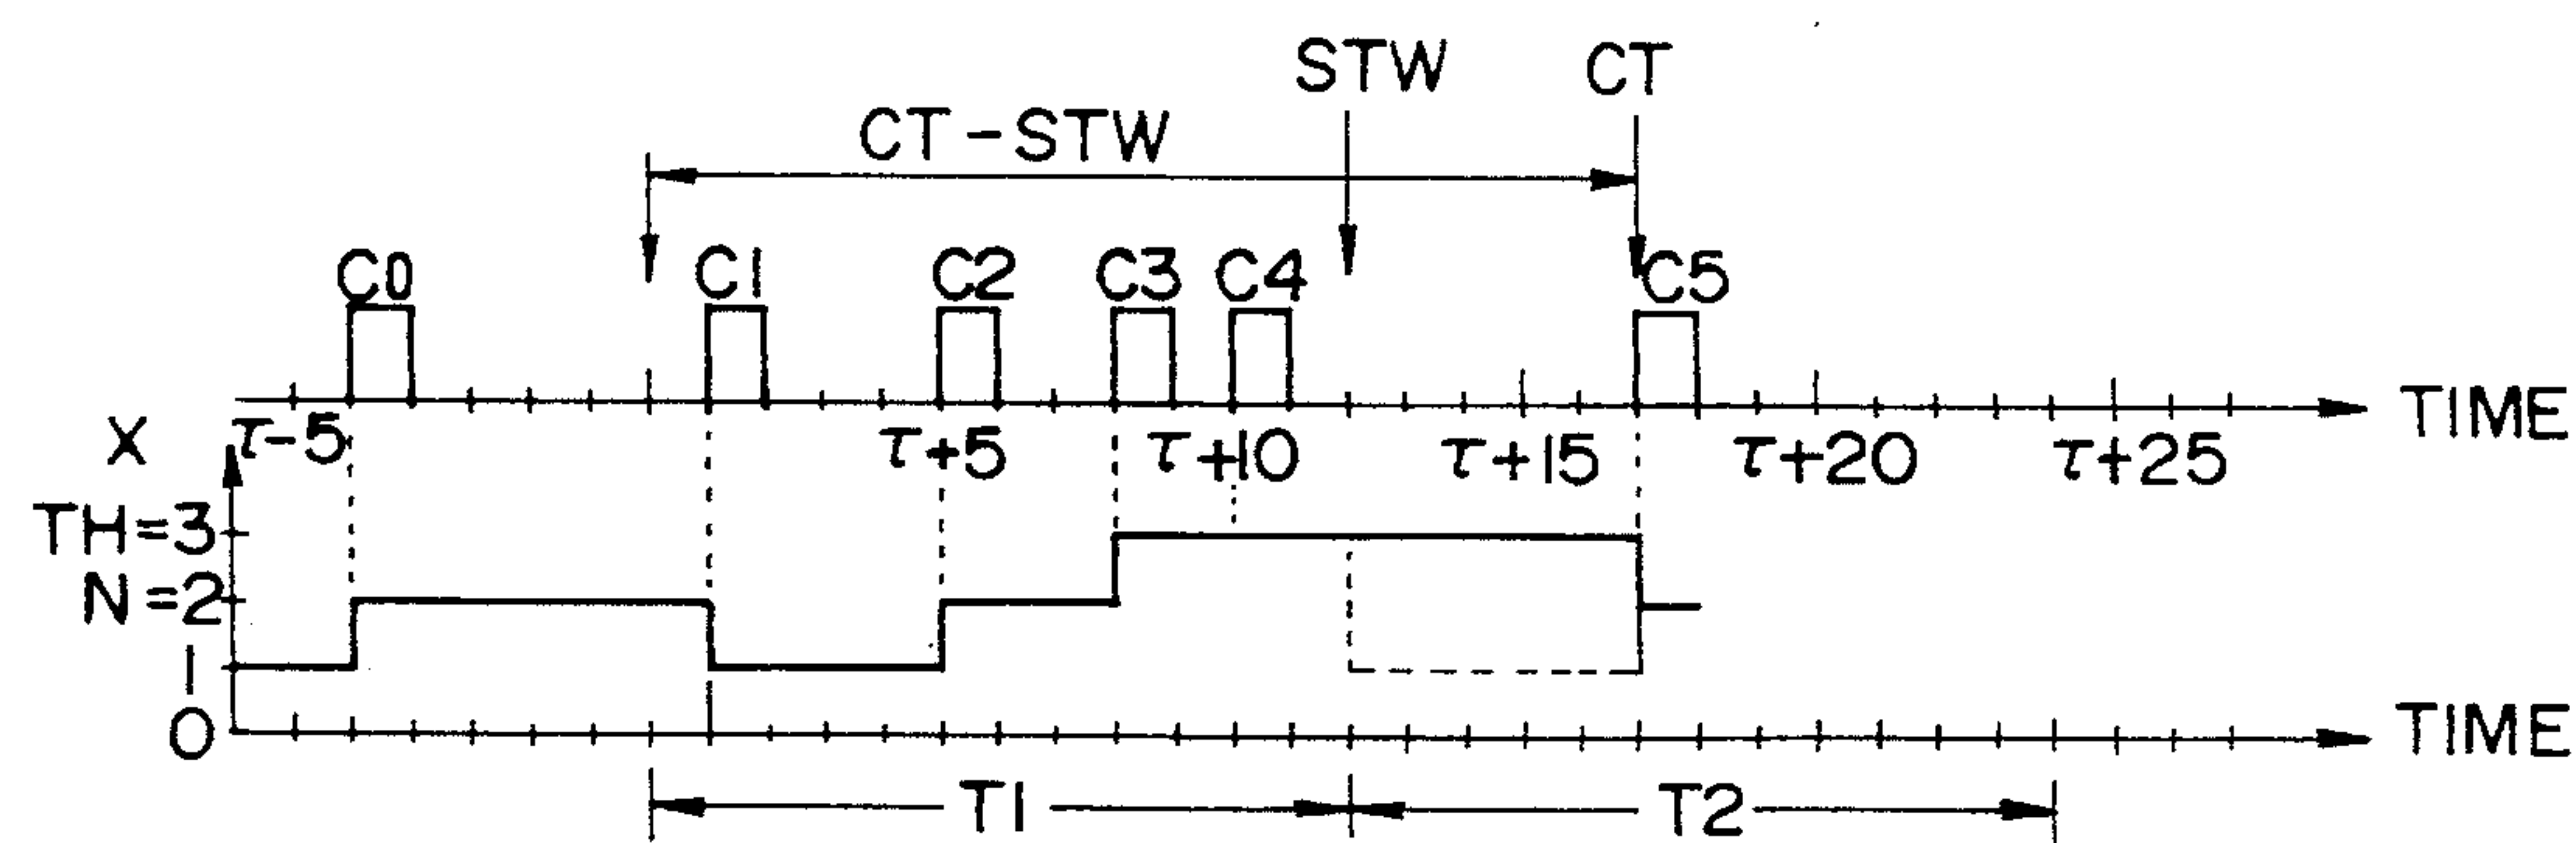 STW CT
CT-STW
C0 C1 C2 C3 C4 C5
TIME
X τ-5 τ+5 τ+10 τ+15 τ+20 τ+25
TH=3
N=2
1
0
TIME
T1 T2